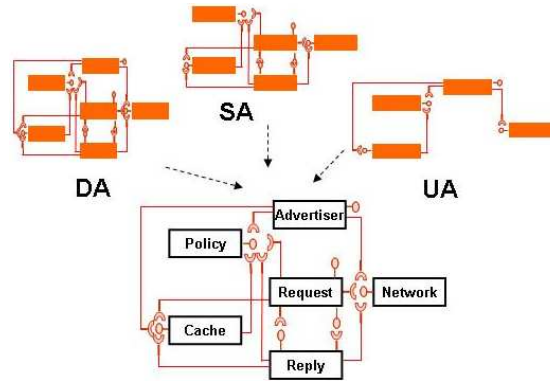 SA
DA
UA
Advertiser
Policy
Request
Network
Cache
Reply